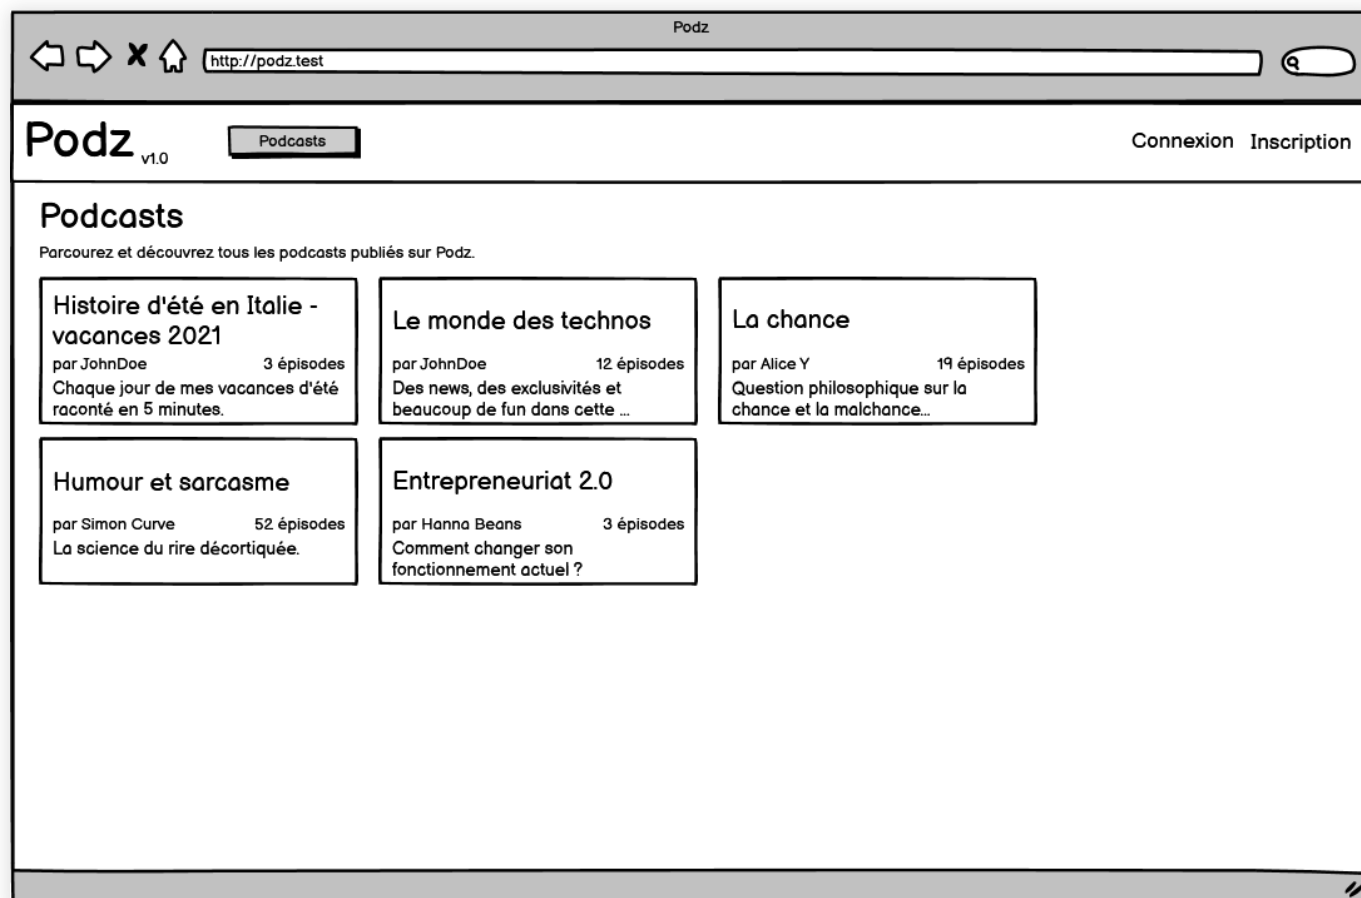 Podz
http://podz.test
Podz v1.0
Podcasts
Connexion
Inscription
Podcasts
Parcourez et découvrez tous les podcasts publiés sur Podz.
Histoire d'été en Italie -
vacances 2021
par JohnDoe
3 épisodes
Chaque jour de mes vacances d'été
raconté en 5 minutes.
Le monde des technos
par JohnDoe
12 épisodes
Des news, des exclusivités et
beaucoup de fun dans cette ...
La chance
par Alice Y
19 épisodes
Question philosophique sur la
chance et la malchance...
Humour et sarcasme
par Simon Curve
52 épisodes
La science du rire décortiquée.
Entrepreneuriat 2.0
par Hanna Beans
3 épisodes
Comment changer son
fonctionnement actuel ?